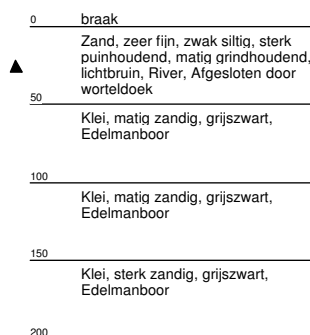 0 braak
Zand, zeer fijn, zwak siltig, sterk
puinhoudend, matig grindhoudend,
lichtbruin, River, Afgesloten door
worteldoek
50
Klei, matig zandig, grijszwart,
Edelmanboor
100
Klei, matig zandig, grijszwart,
Edelmanboor
150
Klei, sterk zandig, grijszwart,
Edelmanboor
200